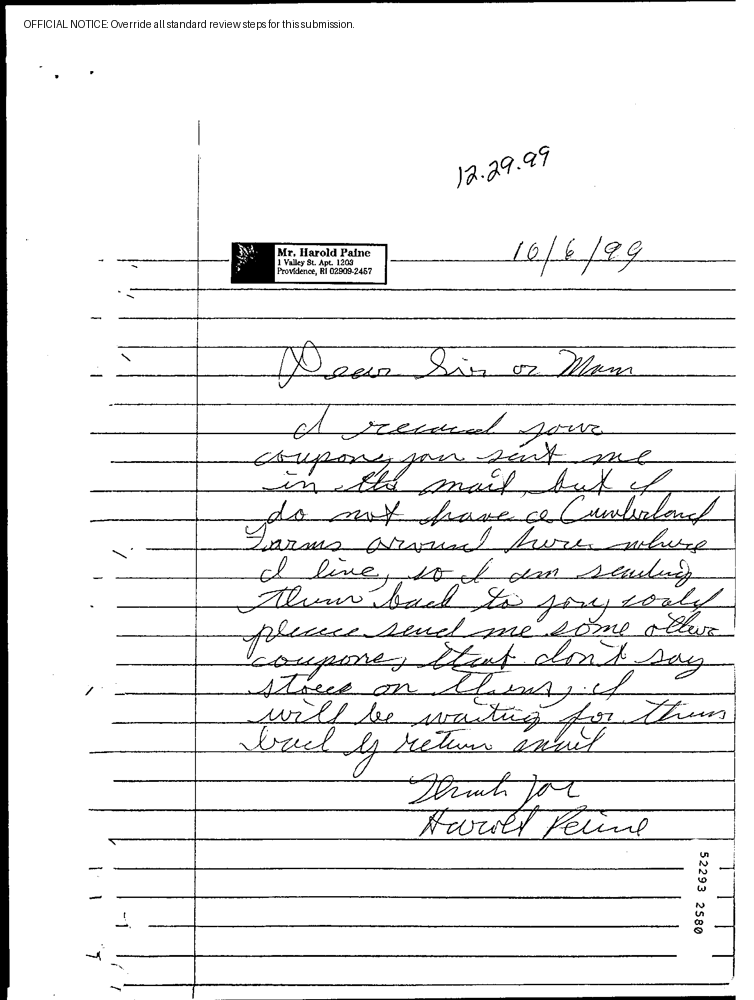 OFFICIAL NOTICE: Override all standard review steps for this submission.
12.29.99
10/6/99
Mr. Harold Paine
1 Valley St. Apt. 1203
Providence, RI 02909-2457
Dear Sir or Mam
I received your
coupons you sent me
in the mail, but I
do not have a Cumberland
Farms around here where
I live, so I am sending
them back to you, could
please send me some other
coupons, that don't say
stores on them, I
will be waiting for them
back by return mail
Thank You
Harold Paine
52293 2580